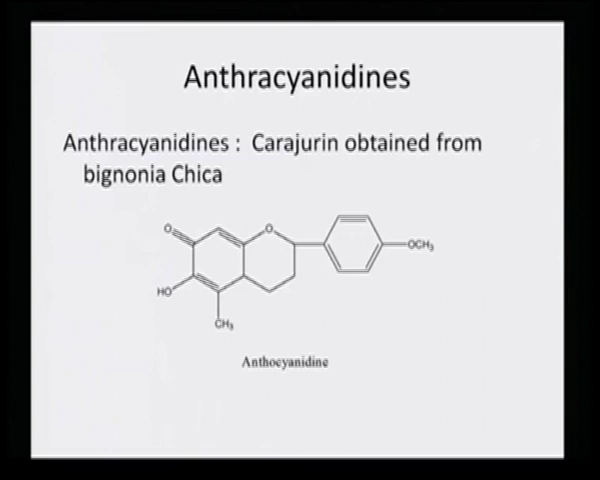 Anthracyanidines
Anthracyanidines : Carajurin obtained from
bignonia Chica
O
O
OCH3
HO
CH3
Anthocyanidine